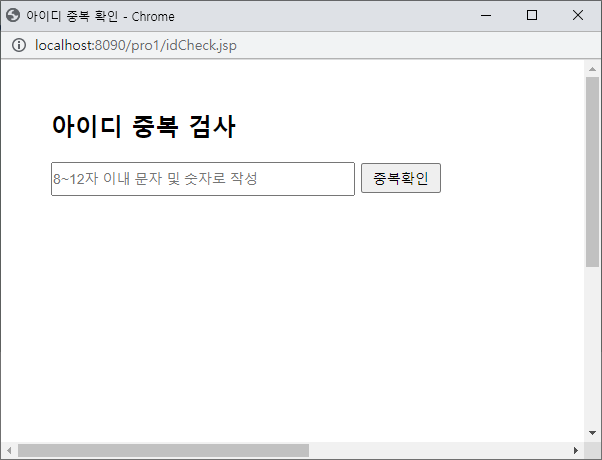 아이디 중복 확인 - Chrome
localhost:8090/pro1/idCheck.jsp
아이디 중복 검사
8~12자 이내 문자 및 숫자로 작성 중복확인